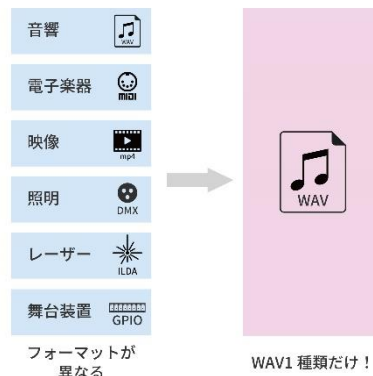 音響
WAV
電子楽器
MIDI
映像
mp4
照明
DMX
レーザー
ILDA
舞台装置
GPIO
フォーマットが
異なる
WAV
WAV1 種類だけ！